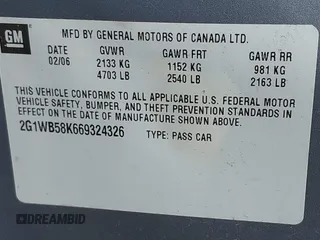 GM
MFD BY GENERAL MOTORS OF CANADA LTD.
02/06 GVWR GAWR FRT GAWR RR
2133 KG 1152 KG 981 KG
4703 LB 2540 LB 2163 LB
THIS VEHICLE CONFORMS TO ALL APPLICABLE U.S. FEDERAL MOTOR
VEHICLE SAFETY, BUMPER, AND THEFT PREVENTION STANDARDS IN
EFFECT ON THE DATE OF MANUFACTURE SHOWN ABOVE.
2G1WB58K669324326 TYPE: PASS CAR
DREAMBID